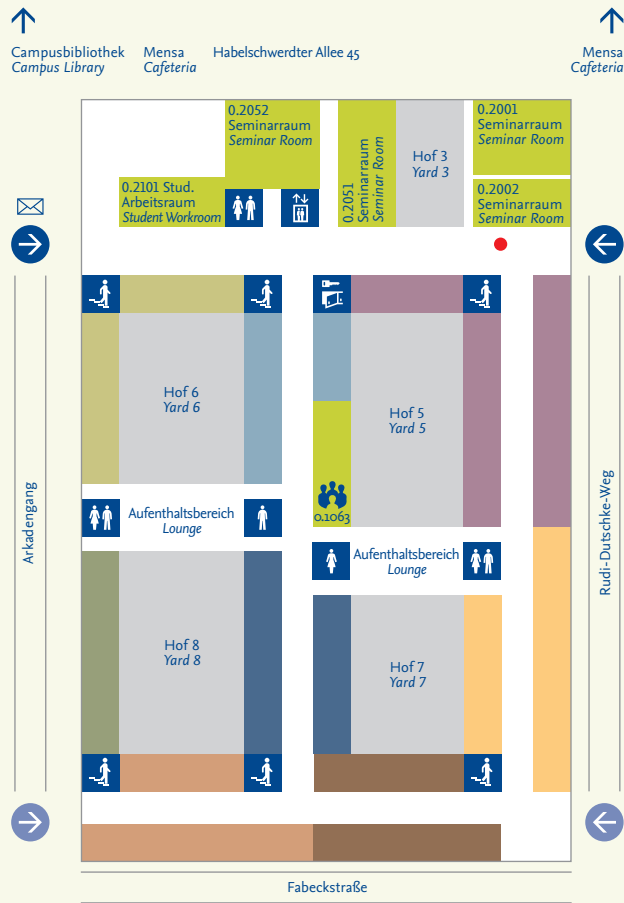 Campusbibliothek
Campus Library
Mensa
Cafeteria
Habelschwerdter Allee 45
Mensa
Cafeteria
0.2052
Seminarraum
Seminar Room
0.2101 Stud.
Arbeitsraum
Student Workroom
0.2051
Seminarraum
Seminar Room
Hof 3
Yard 3
0.2001
Seminarraum
Seminar Room
0.2002
Seminarraum
Seminar Room
Hof 6
Yard 6
Hof 5
Yard 5
0.1063
Aufenthaltsbereich
Lounge
Aufenthaltsbereich
Lounge
Arkadengang
Rudi-Dutschke-Weg
Hof 8
Yard 8
Hof 7
Yard 7
Fabeckstraße